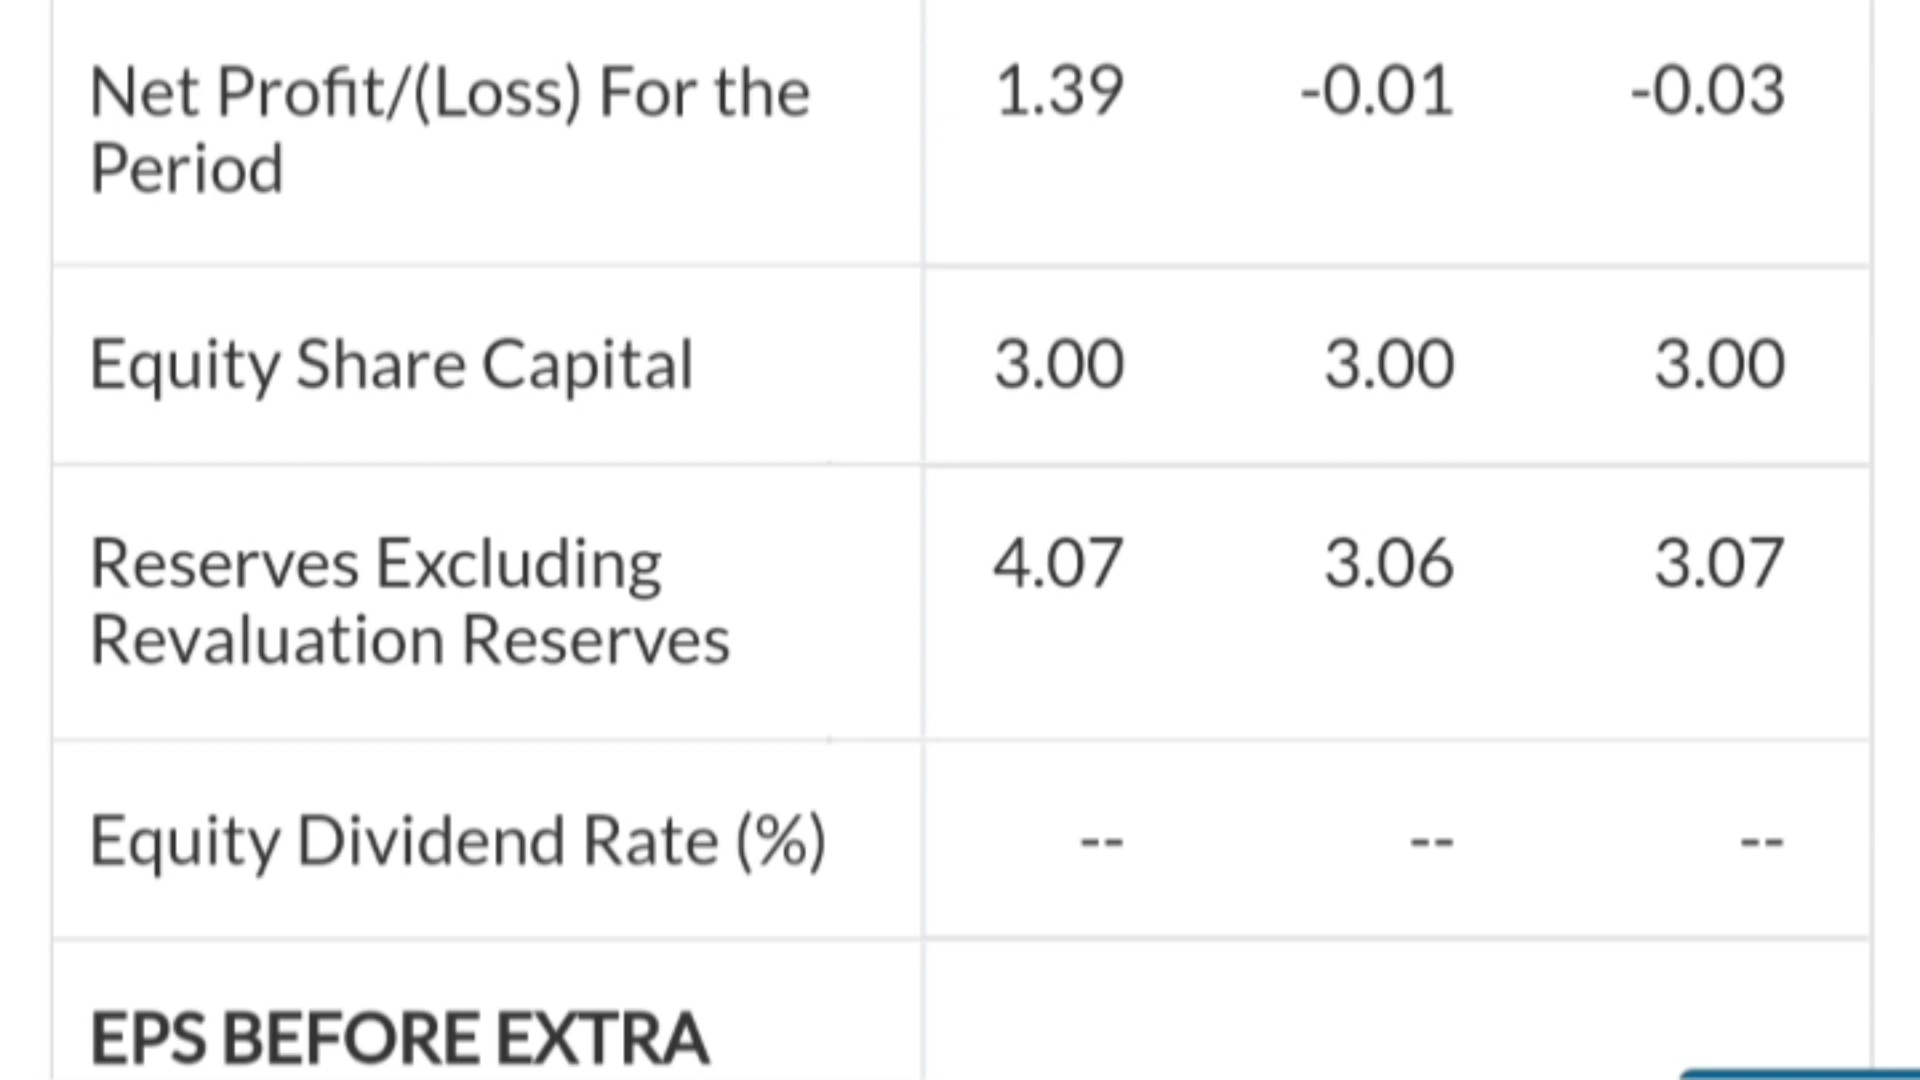 Net Profit/(Loss) For the 1.39 -0.01 -0.03
Period
Equity Share Capital 3.00 3.00 3.00
Reserves Excluding 4.07 3.06 3.07
Revaluation Reserves
Equity Dividend Rate (%) -- -- --
EPS BEFORE EXTRA